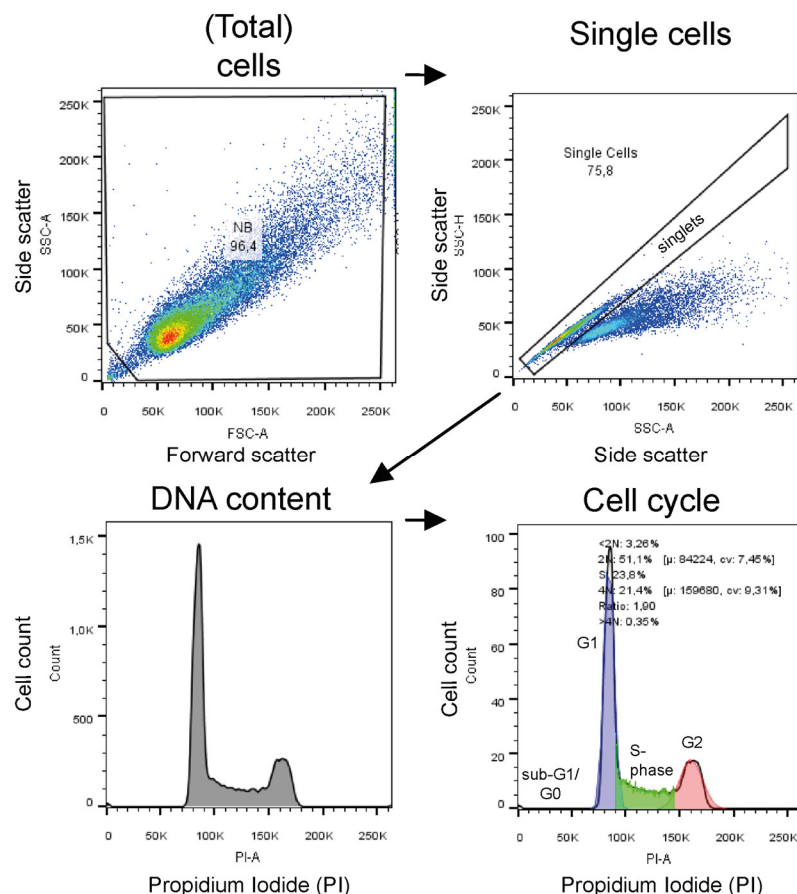 (Total)
cells
Single cells
250K
200K
150K
100K
50K
0
Side scatter
SSC-A
NB
96,4
0 50K 100K 150K 200K 250K
FSC-A
Forward scatter
250K
200K
150K
100K
50K
0
Side scatter
SSC-H
Single Cells
75,8
singlets
0 50K 100K 150K 200K 250K
SSC-A
Side scatter
DNA content
Cell cycle
1,5K
1,0K
500
0
Cell count
Count
0 50K 100K 150K 200K 250K
PI-A
Propidium Iodide (PI)
100
80
60
40
20
0
Cell count
Count
<2N: 3,26%
2N: 51,1% [µ: 84224, cv: 7,45%]
S: 23,8%
4N: 21,4% [µ: 159680, cv: 9,31%]
Ratio: 1,90
>4N: 0,35%
G1
S-
phase
G2
sub-G1/
G0
0 50K 100K 150K 200K 250K
PI-A
Propidium Iodide (PI)